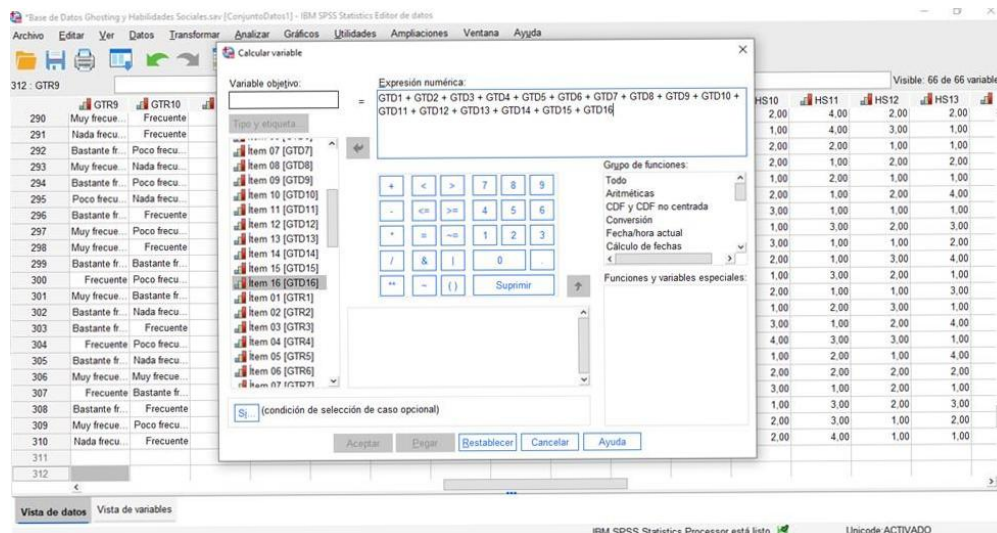 *Base de Datos Ghosting y Habilidades Sociales.sav [ConjuntoDatos1] - IBM SPSS Statistics Editor de datos
Archivo Editar Ver Datos Transformar Analizar Gráficos Utilidades Ampliaciones Ventana Ayuda
312 : GTR9
Visible: 66 de 66 variable
GTR9 GTR10
290 Muy frecue... Frecuente
291 Nada frecu... Frecuente
292 Bastante fr... Poco frecu...
293 Muy frecue... Nada frecu...
294 Bastante fr... Poco frecu...
295 Poco frecu... Nada frecu...
296 Bastante fr... Frecuente
297 Muy frecue... Poco frecu...
298 Muy frecue... Frecuente
299 Bastante fr... Bastante fr...
300 Frecuente Poco frecu...
301 Muy frecue... Bastante fr...
302 Bastante fr... Nada frecu...
303 Bastante fr... Frecuente
304 Frecuente Poco frecu...
305 Bastante fr... Nada frecu...
306 Muy frecue... Muy frecue...
307 Frecuente Bastante fr...
308 Bastante fr... Frecuente
309 Muy frecue... Poco frecu...
310 Nada frecu... Frecuente
311
312
Calcular variable
Variable objetivo:
=
Tipo y etiqueta...
Expresión numérica:
GTD1 + GTD2 + GTD3 + GTD4 + GTD5 + GTD6 + GTD7 + GTD8 + GTD9 + GTD10 +
GTD11 + GTD12 + GTD13 + GTD14 + GTD15 + GTD16
Ítem 07 [GTD7]
Ítem 08 [GTD8]
Ítem 09 [GTD9]
Ítem 10 [GTD10]
Ítem 11 [GTD11]
Ítem 12 [GTD12]
Ítem 13 [GTD13]
Ítem 14 [GTD14]
Ítem 15 [GTD15]
Ítem 16 [GTD16]
Ítem 01 [GTR1]
Ítem 02 [GTR2]
Ítem 03 [GTR3]
Ítem 04 [GTR4]
Ítem 05 [GTR5]
Ítem 06 [GTR6]
Ítem 07 [GTR7]
+ < > 7 8 9
- <= >= 4 5 6
* = ~= 1 2 3
/ & | 0 .
** ~ ( ) Suprimir
Grupo de funciones:
Todo
Aritméticas
CDF y CDF no centrada
Conversión
Fecha/hora actual
Cálculo de fechas
Funciones y variables especiales:
Si... (condición de selección de caso opcional)
Aceptar Pegar Restablecer Cancelar Ayuda
HS10 HS11 HS12 HS13
2,00 4,00 2,00 2,00
1,00 4,00 3,00 1,00
2,00 2,00 1,00 1,00
2,00 1,00 2,00 2,00
1,00 2,00 1,00 1,00
2,00 1,00 2,00 4,00
3,00 1,00 1,00 1,00
1,00 3,00 2,00 3,00
3,00 1,00 1,00 2,00
2,00 1,00 3,00 4,00
1,00 3,00 2,00 1,00
2,00 1,00 1,00 3,00
1,00 2,00 3,00 1,00
3,00 1,00 2,00 4,00
4,00 3,00 3,00 1,00
1,00 2,00 1,00 4,00
2,00 2,00 2,00 2,00
3,00 1,00 2,00 1,00
1,00 3,00 2,00 3,00
2,00 3,00 1,00 2,00
2,00 4,00 1,00 1,00
Vista de datos Vista de variables
IBM SPSS Statistics Processor está listo Unicode:ACTIVADO